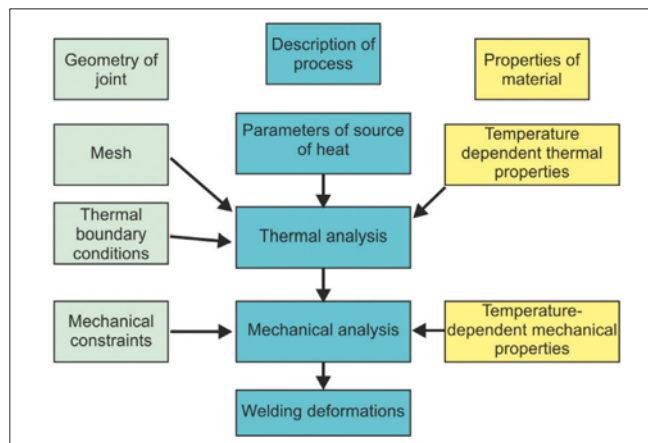 Geometry of
joint
Description of
process
Properties of
material
Mesh
Parameters of source
of heat
Temperature
dependent thermal
properties
Thermal
boundary
conditions
Thermal analysis
Mechanical
constraints
Mechanical analysis
Temperature-
dependent mechanical
properties
Welding deformations